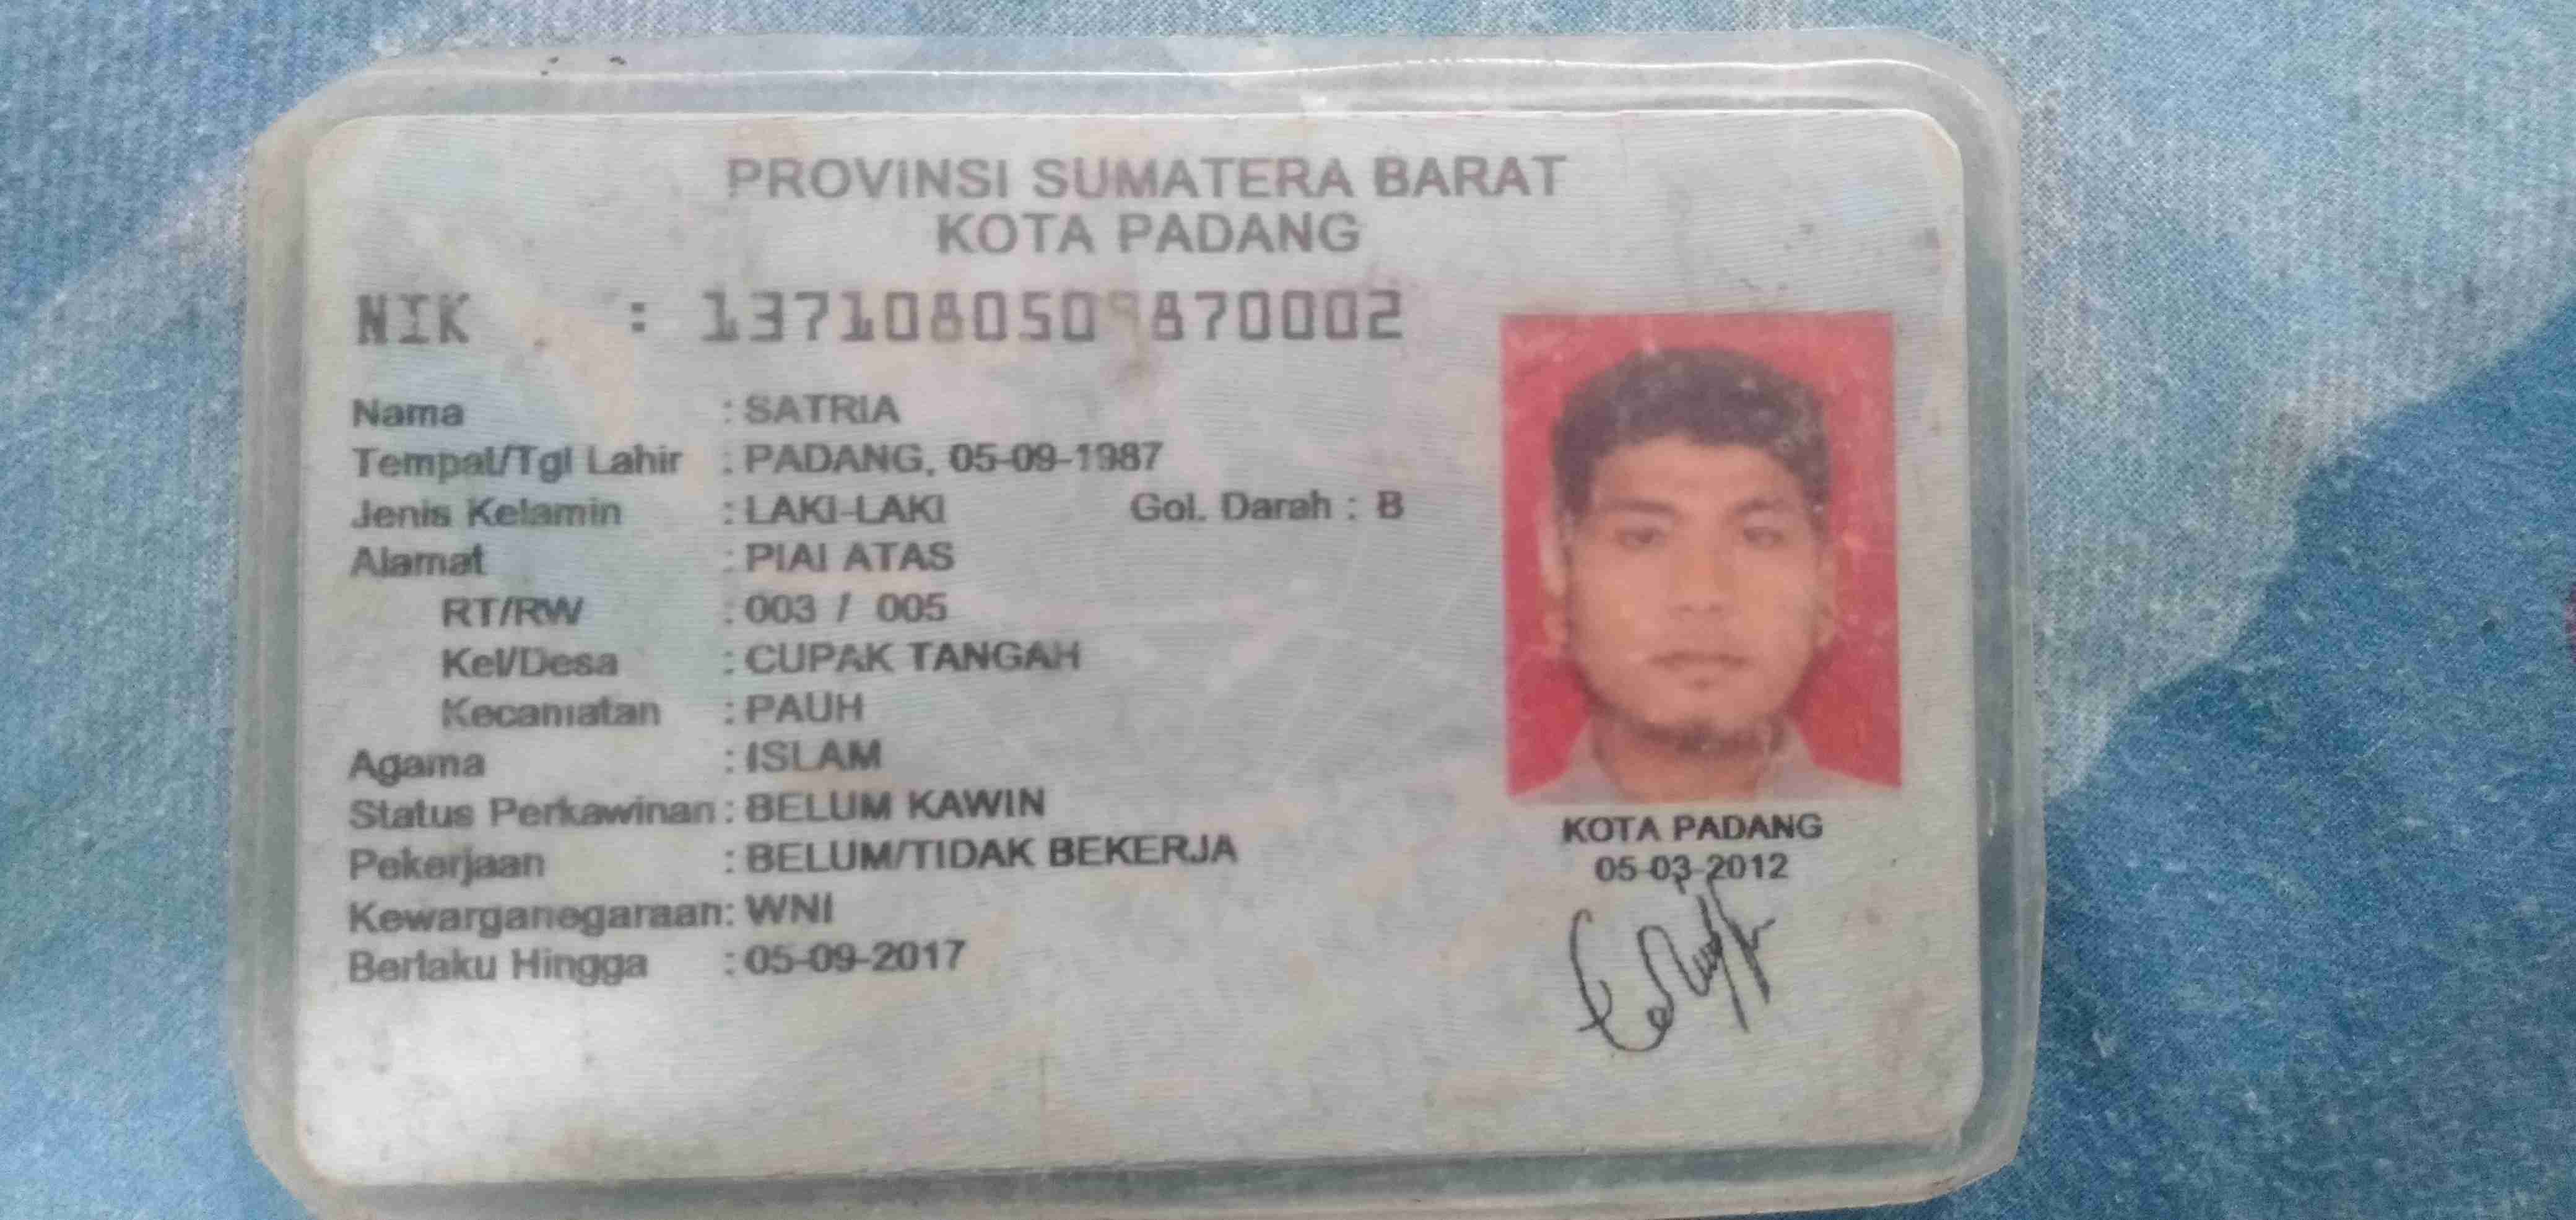 PROVINSI SUMATERA BARAT
KOTA PADANG
NIK : 1371080509870002
Nama : SATRIA
Tempat/Tgl Lahir : PADANG, 05-09-1987
Jenis Kelamin : LAKI-LAKI Gol. Darah : B
Alamat : PIAI ATAS
RT/RW : 003 / 005
Kel/Desa : CUPAK TANGAH
Kecamatan : PAUH
Agama : ISLAM
Status Perkawinan : BELUM KAWIN
Pekerjaan : BELUM/TIDAK BEKERJA
Kewarganegaraan: WNI
Berlaku Hingga : 05-09-2017
KOTA PADANG
05-03-2012